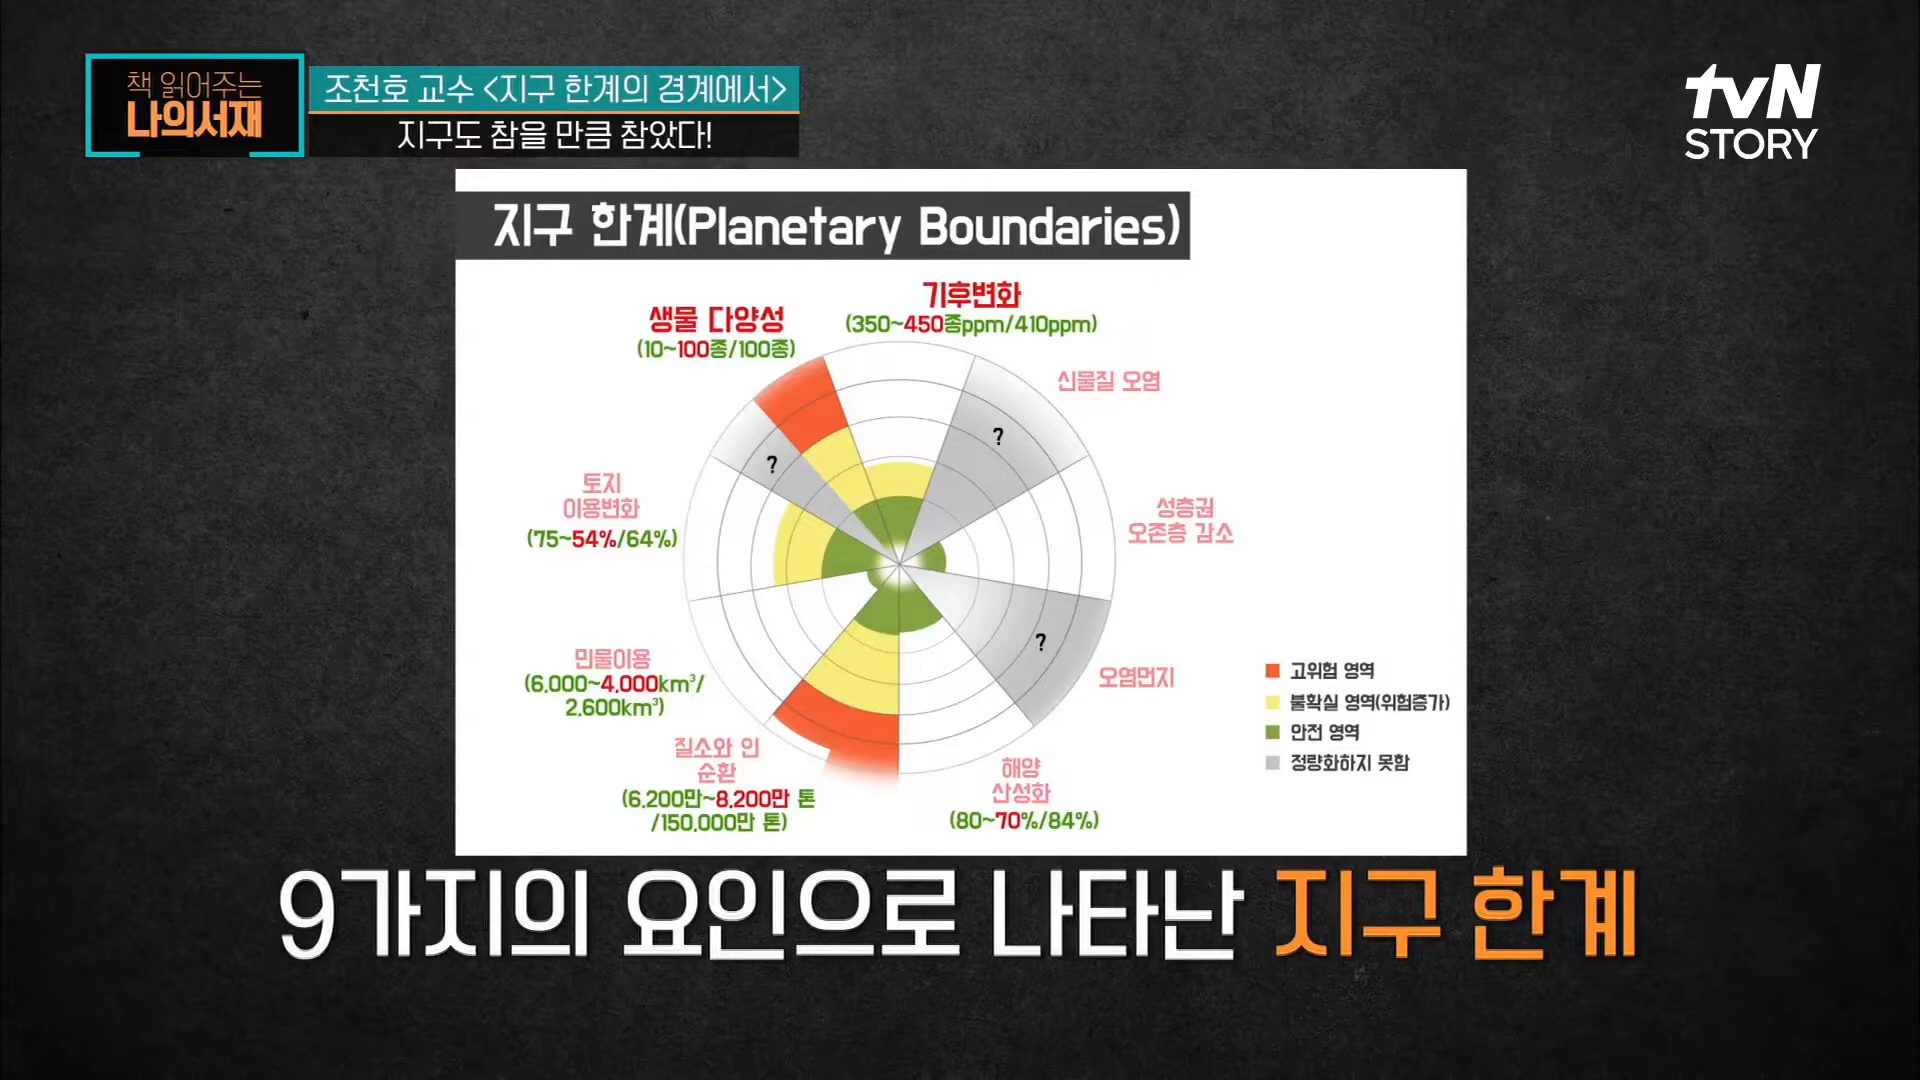 책 읽어주는
나의서재
조천호 교수 <지구 한계의 경계에서>
지구도 참을 만큼 참았다!
tvN
STORY
지구 한계(Planetary Boundaries)
기후변화
(350~450종ppm/410ppm)
생물 다양성
(10~100종/100종)
신물질 오염
?
?
토지
이용변화
(75~54%/64%)
성층권
오존층 감소
민물이용
(6,000~4,000km³/
2,600km³)
?
오염먼지
질소와 인
순환
(6,200만~8,200만 톤
/150,000만 톤)
해양
산성화
(80~70%/84%)
고위험 영역
불확실 영역(위험증가)
안전 영역
정량화하지 못함
9가지의 요인으로 나타난 지구 한계